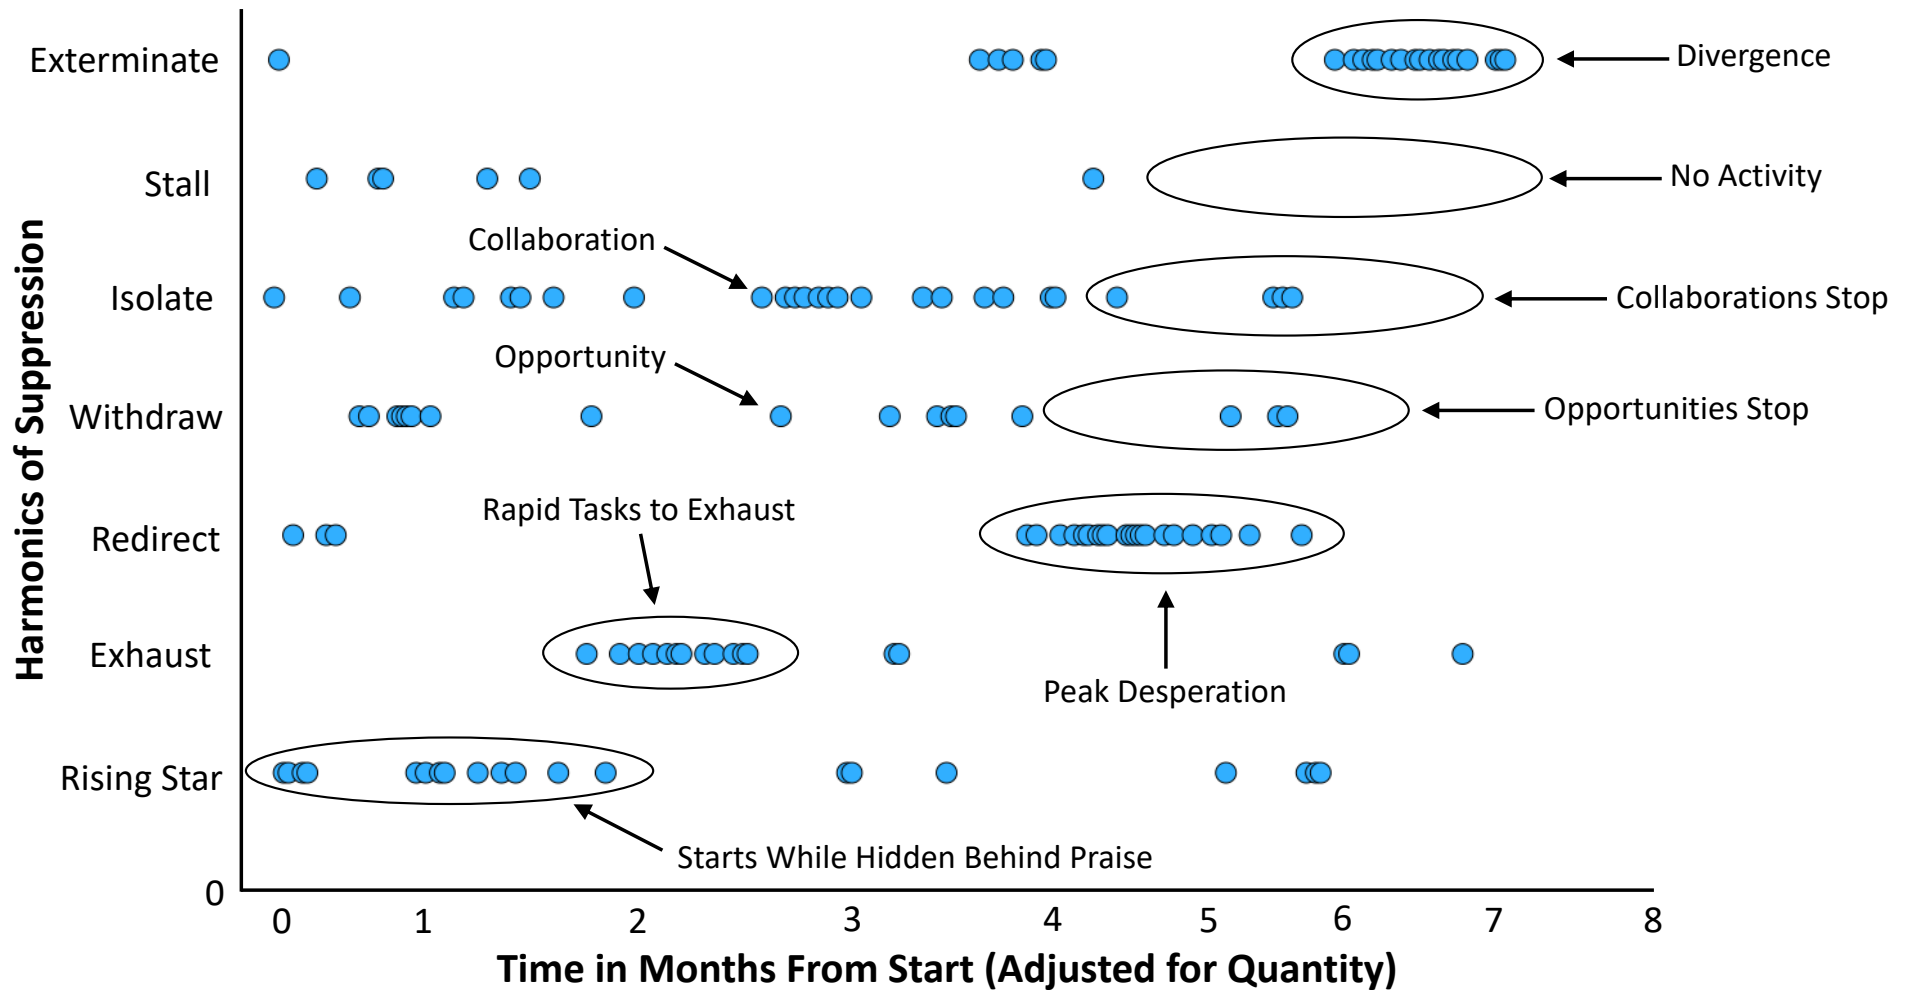 Exterminate
Divergence
Stall
No Activity
Collaboration
Isolate
Collaborations Stop
Opportunity
Withdraw
Opportunities Stop
Rapid Tasks to Exhaust
Redirect
Exhaust
Peak Desperation
Rising Star
Starts While Hidden Behind Praise
Harmonics of Suppression
0
0 1 2 3 4 5 6 7 8
Time in Months From Start (Adjusted for Quantity)